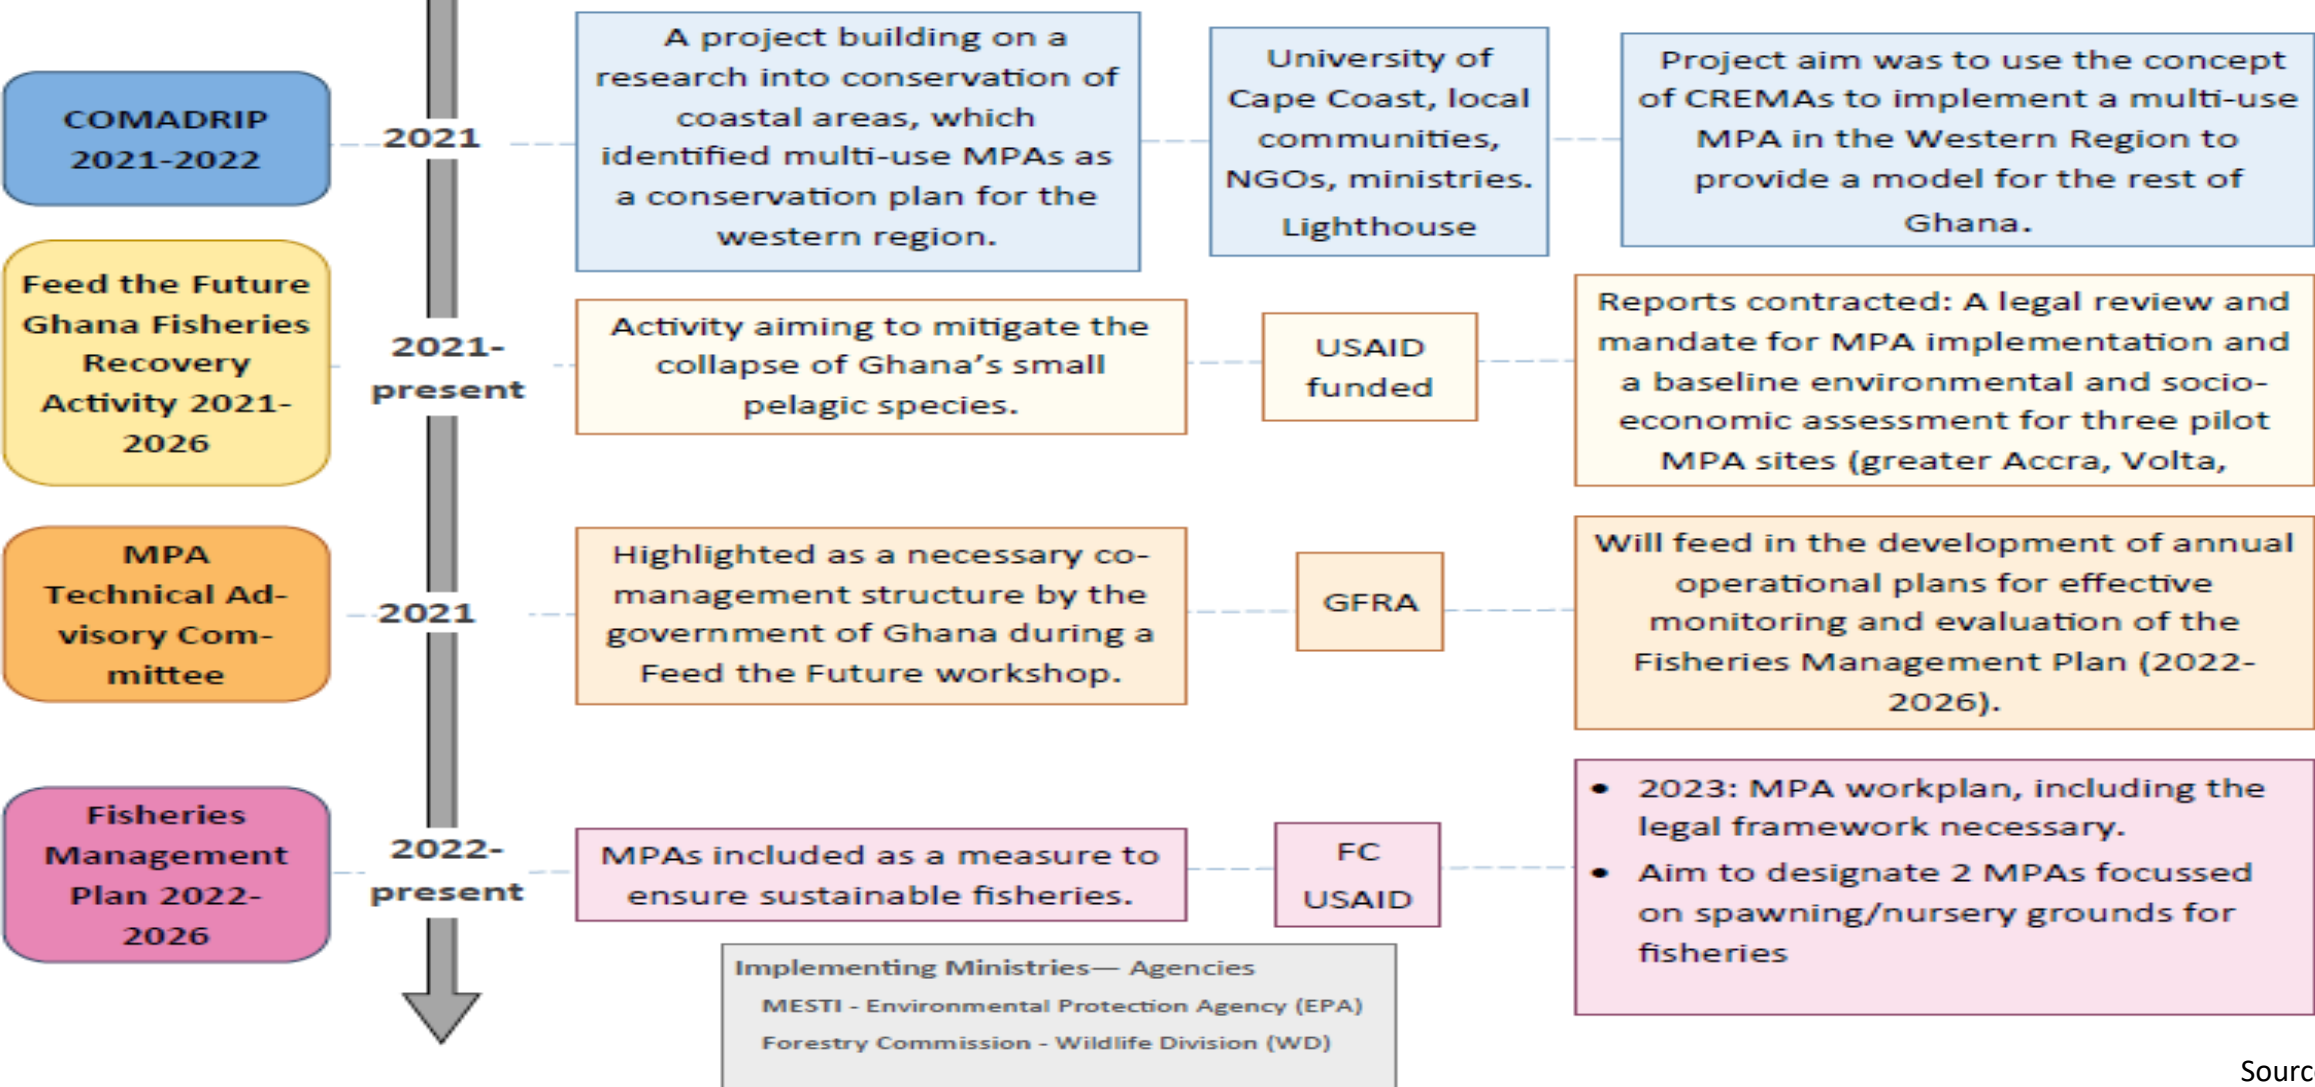 COMADRIP
2021-2022
2021
A project building on a
research into conservation of
coastal areas, which
identified multi-use MPAs as
a conservation plan for the
western region.
University of
Cape Coast, local
communities,
NGOs, ministries.
Lighthouse
Project aim was to use the concept
of CREMAs to implement a multi-use
MPA in the Western Region to
provide a model for the rest of
Ghana.
Feed the Future
Ghana Fisheries
Recovery
Activity 2021-
2026
2021-
present
Activity aiming to mitigate the
collapse of Ghana’s small
pelagic species.
USAID
funded
Reports contracted: A legal review and
mandate for MPA implementation and
a baseline environmental and socio-
economic assessment for three pilot
MPA sites (greater Accra, Volta,
MPA
Technical Ad-
visory Com-
mittee
2021
Highlighted as a necessary co-
management structure by the
government of Ghana during a
Feed the Future workshop.
GFRA
Will feed in the development of annual
operational plans for effective
monitoring and evaluation of the
Fisheries Management Plan (2022-
2026).
Fisheries
Management
Plan 2022-
2026
2022-
present
MPAs included as a measure to
ensure sustainable fisheries.
FC
USAID
• 2023: MPA workplan, including the
legal framework necessary.
• Aim to designate 2 MPAs focussed
on spawning/nursery grounds for
fisheries
Implementing Ministries— Agencies
MESTI - Environmental Protection Agency (EPA)
Forestry Commission - Wildlife Division (WD)